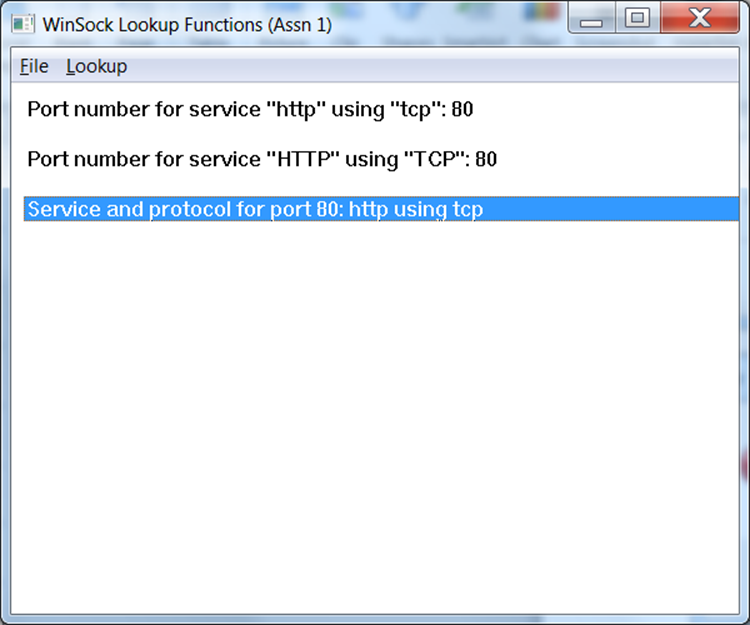 WinSock Lookup Functions (Assn 1)
File Lookup
Port number for service "http" using "tcp": 80
Port number for service "HTTP" using "TCP": 80
Service and protocol for port 80: http using tcp